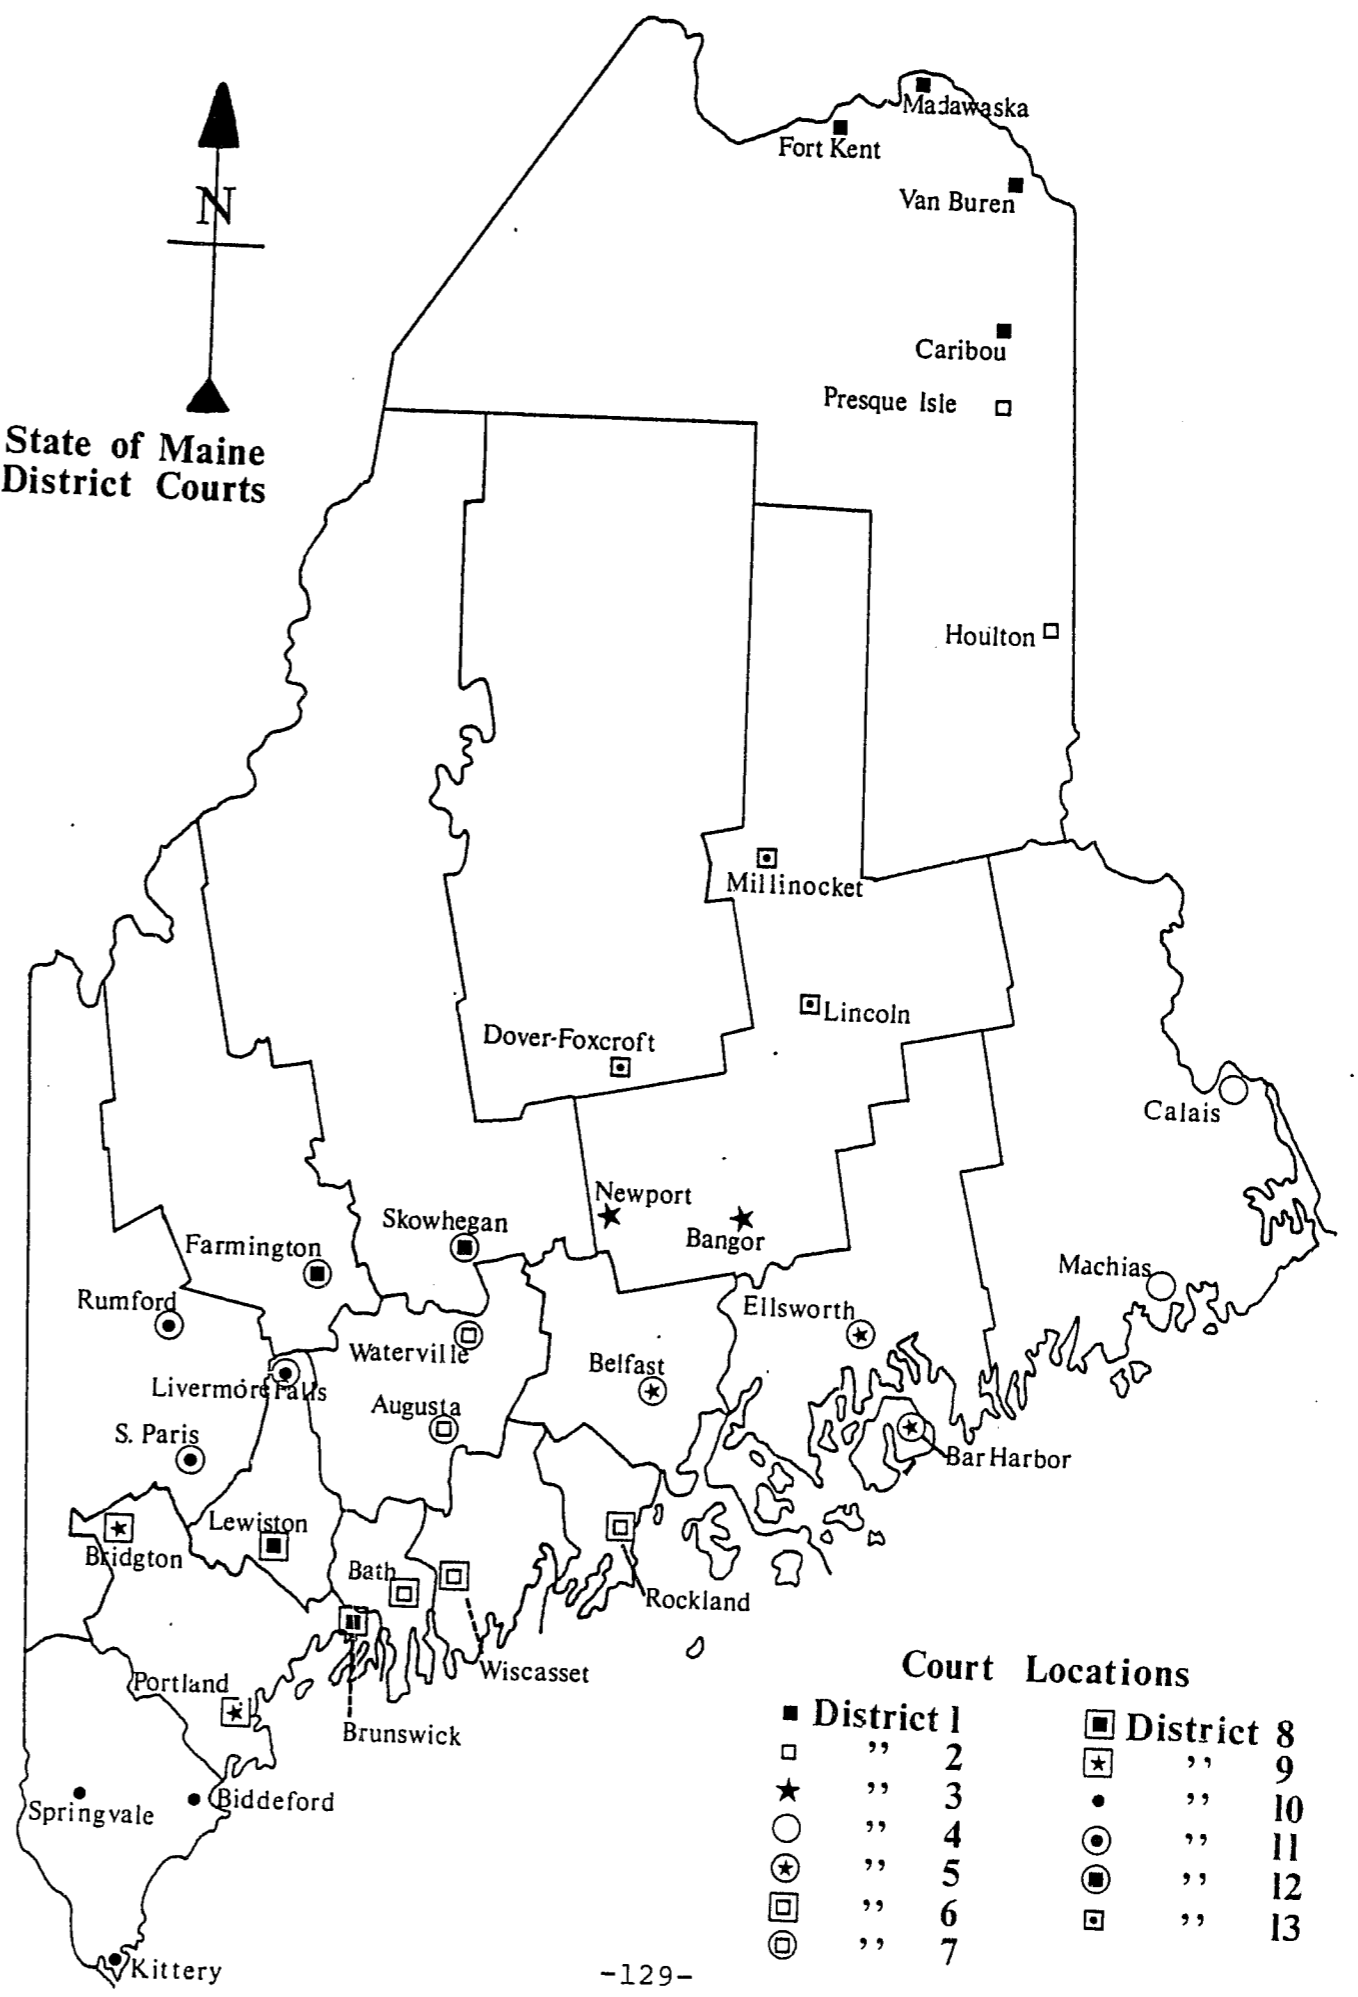 Madawaska
Fort Kent
Van Buren
N
Caribou
Presque Isle
State of Maine
District Courts
Houlton
Millinocket
Lincoln
Dover-Foxcroft
Calais
Newport
Skowhegan
Bangor
Farmington
Machias
Rumford
Ellsworth
Waterville
Belfast
Livermore Falls
Augusta
S. Paris
Bar Harbor
Lewiston
Bridgton
Bath
Rockland
Wiscasset
Portland
Brunswick
Springvale
Biddeford
Kittery
Court Locations
District 1
” 2
” 3
” 4
” 5
” 6
” 7
District 8
” 9
” 10
” 11
” 12
” 13
-129-